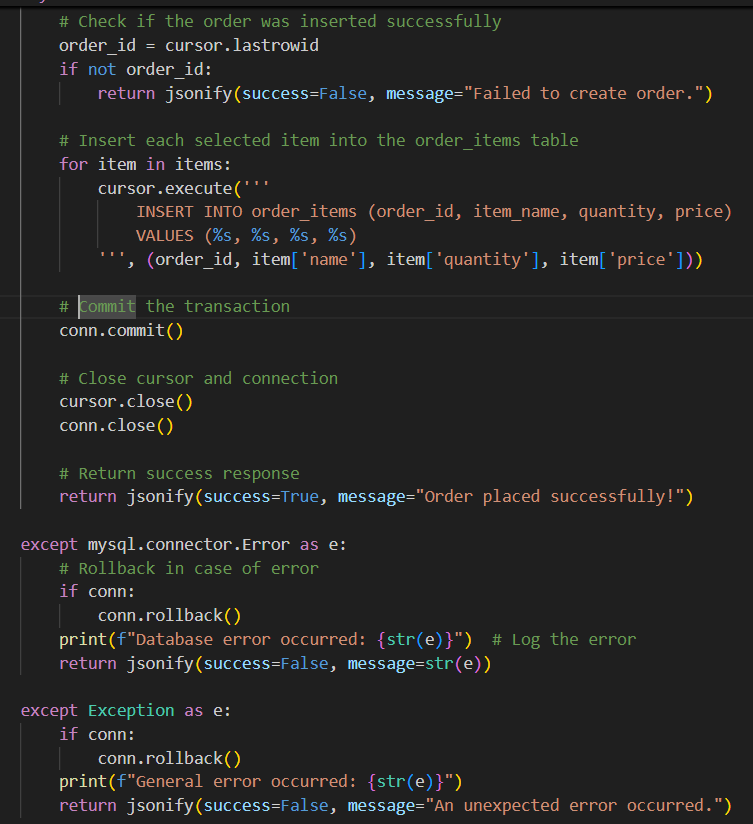 # Check if the order was inserted successfully
order_id = cursor.lastrowid
if not order_id:
    return jsonify(success=False, message="Failed to create order.")

# Insert each selected item into the order_items table
for item in items:
    cursor.execute('''
        INSERT INTO order_items (order_id, item_name, quantity, price)
        VALUES (%s, %s, %s, %s)
    ''', (order_id, item['name'], item['quantity'], item['price']))

# Commit the transaction
conn.commit()

# Close cursor and connection
cursor.close()
conn.close()

# Return success response
return jsonify(success=True, message="Order placed successfully!")

except mysql.connector.Error as e:
    # Rollback in case of error
    if conn:
        conn.rollback()
    print(f"Database error occurred: {str(e)}")  # Log the error
    return jsonify(success=False, message=str(e))

except Exception as e:
    if conn:
        conn.rollback()
    print(f"General error occurred: {str(e)}")
    return jsonify(success=False, message="An unexpected error occurred.")